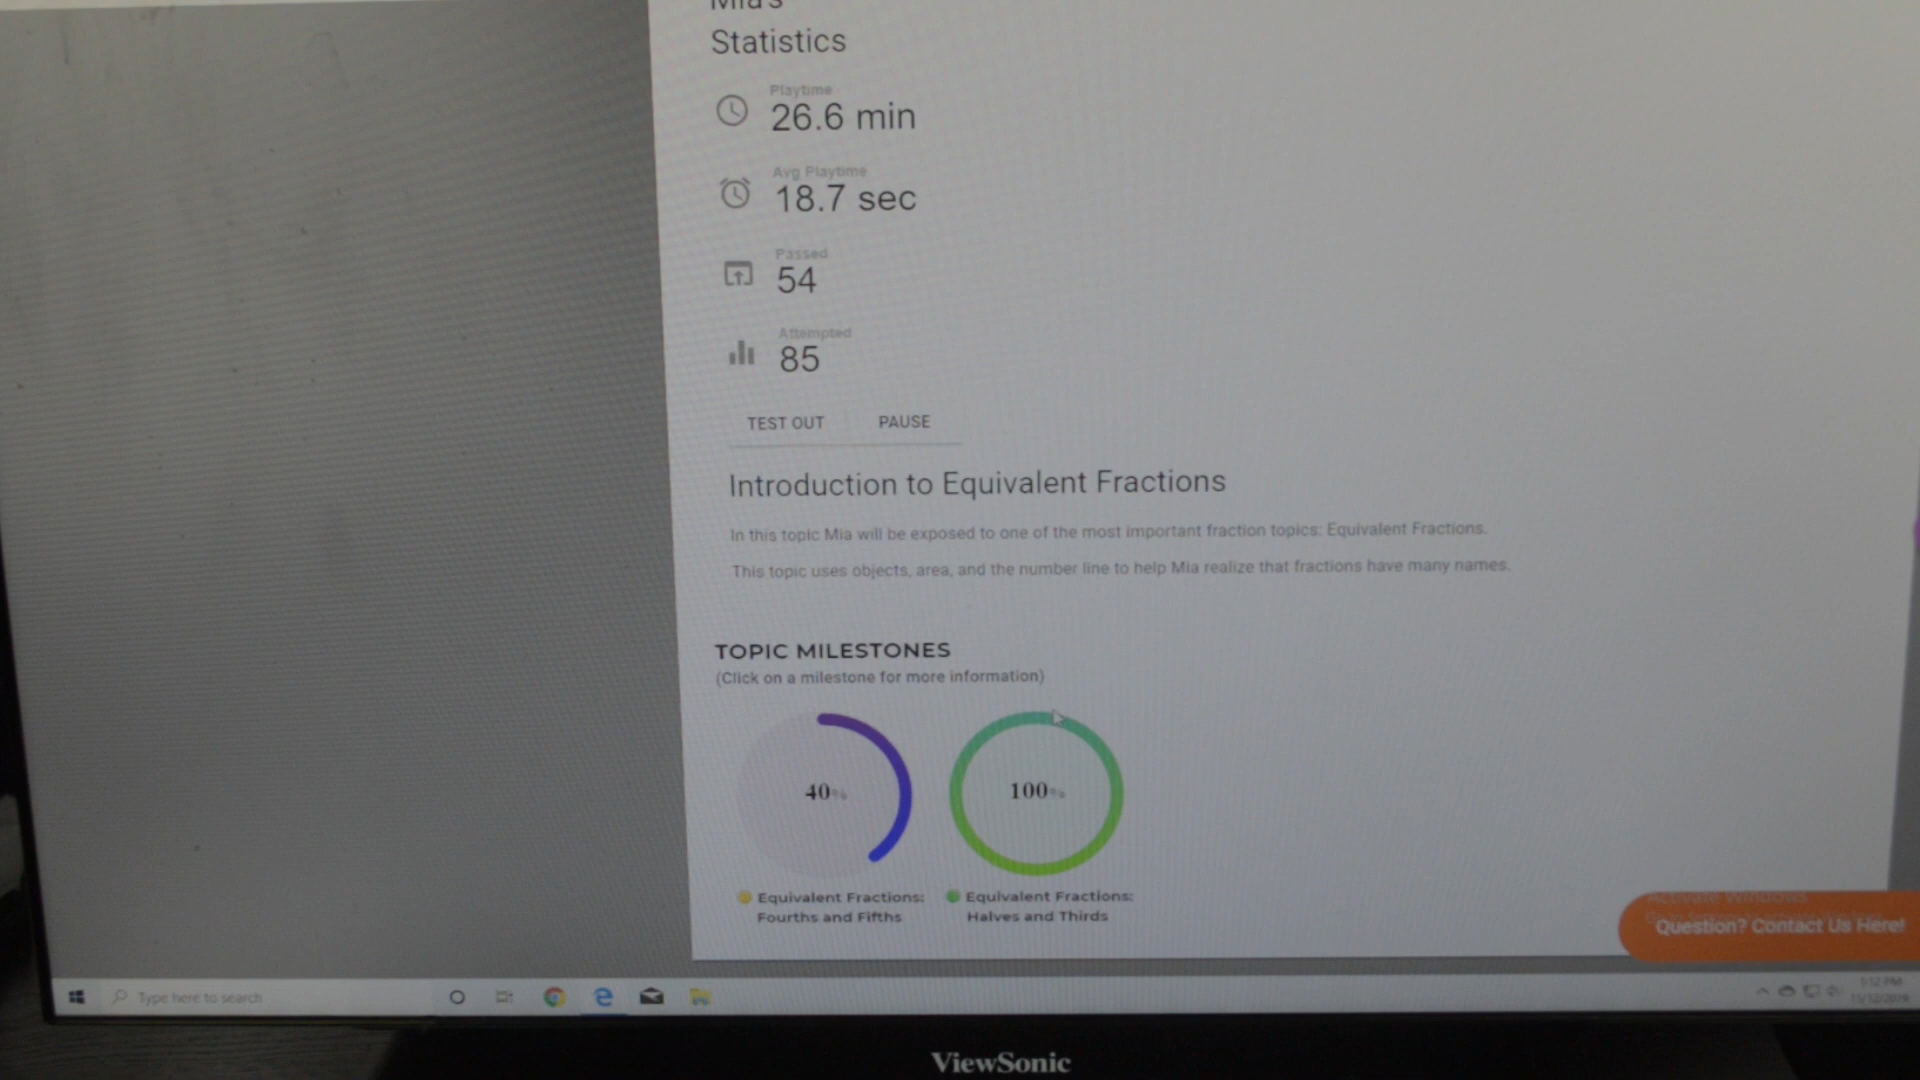 Mia's
Statistics
Playtime
26.6 min
Avg Playtime
18.7 sec
Passed
54
Attempted
85
TEST OUT PAUSE
Introduction to Equivalent Fractions
In this topic Mia will be exposed to one of the most important fraction topics: Equivalent Fractions.
This topic uses objects, area, and the number line to help Mia realize that fractions have many names.
TOPIC MILESTONES
(Click on a milestone for more information)
40%
100%
Equivalent Fractions:
Fourths and Fifths
Equivalent Fractions:
Halves and Thirds
Activate Windows
Question? Contact Us Here!
Type here to search
ViewSonic